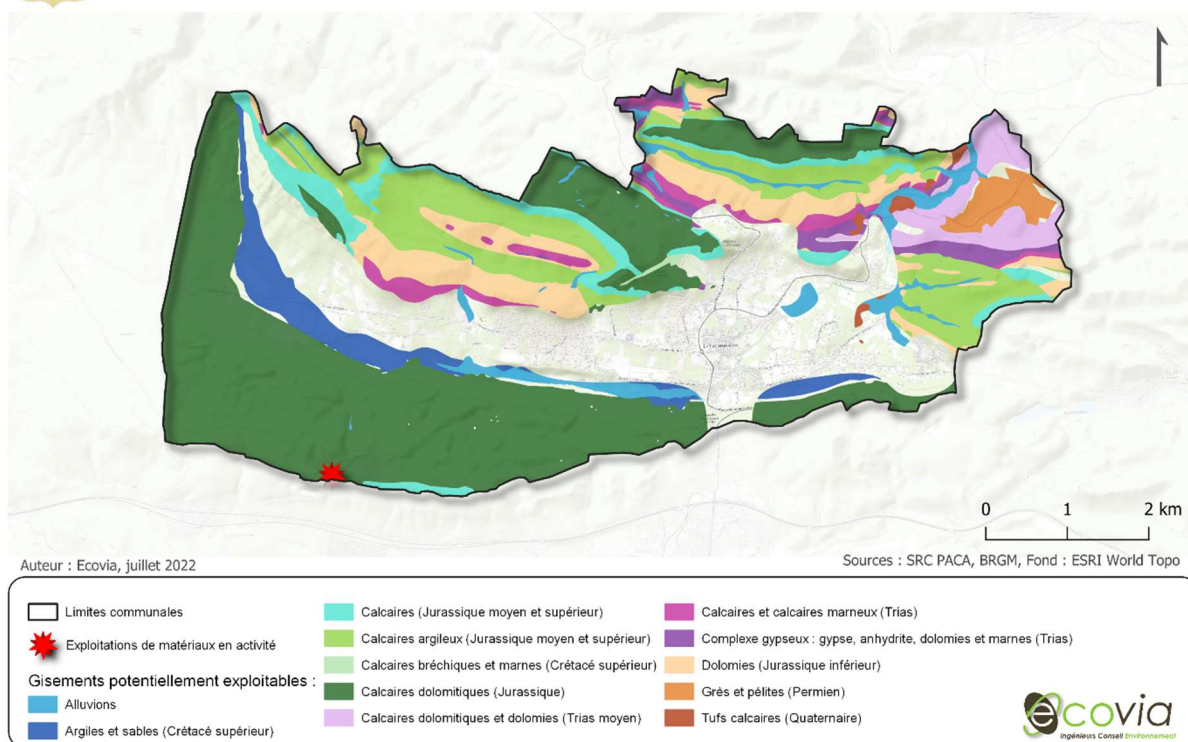 0 1 2 km
Auteur : Ecovia, juillet 2022
Sources : SRC PACA, BRGM, Fond : ESRI World Topo
Limites communales
Exploitations de matériaux en activité
Gisements potentiellement exploitables :
Alluvions
Argiles et sables (Crétacé supérieur)
Calcaires (Jurassique moyen et supérieur)
Calcaires argileux (Jurassique moyen et supérieur)
Calcaires bréchiques et marnes (Crétacé supérieur)
Calcaires dolomitiques (Jurassique)
Calcaires dolomitiques et dolomies (Trias moyen)
Calcaires et calcaires marneux (Trias)
Complexe gypseux : gypse, anhydrite, dolomies et marnes (Trias)
Dolomies (Jurassique inférieur)
Grès et pélites (Permien)
Tufs calcaires (Quaternaire)
ecovia
Ingénieurs Conseil Environnement